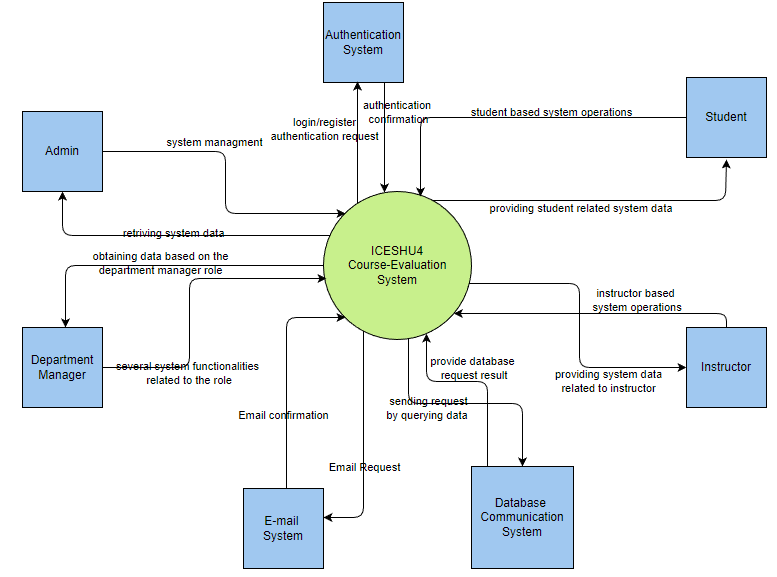 Authentication
System
login/register
authentication request
authentication
confirmation
student based system operations
Student
Admin
system managment
providing student related system data
retriving system data
ICESHU4
Course-Evaluation
System
obtaining data based on the
department manager role
instructor based
system operations
Department
Manager
several system functionalities
related to the role
provide database
request result
providing system data
related to instructor
Instructor
sending request
by querying data
Email confirmation
Email Request
E-mail
System
Database
Communication
System